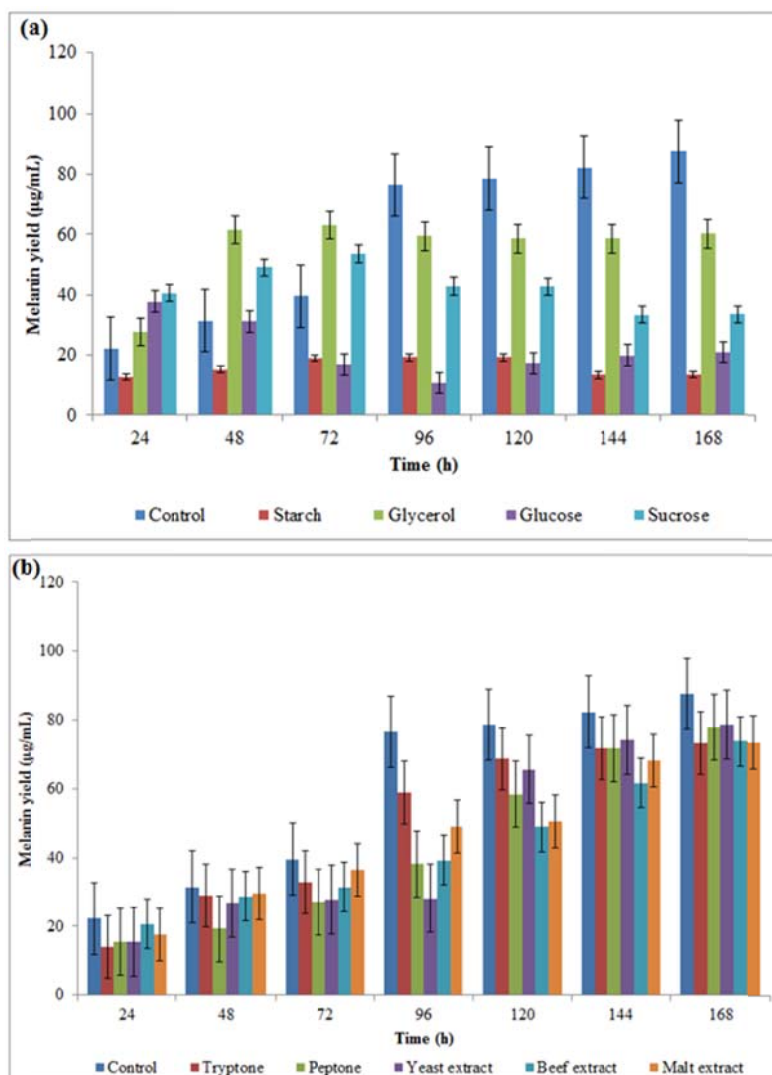 (a)
120
100
80
60
40
20
0
Melanin yield (µg/mL)
24 48 72 96 120 144 168
Time (h)
Control Starch Glycerol Glucose Sucrose
(b)
120
100
80
60
40
20
0
Melanin yield (µg/mL)
24 48 72 96 120 144 168
Time (h)
Control Tryptone Peptone Yeast extract Beef extract Malt extract